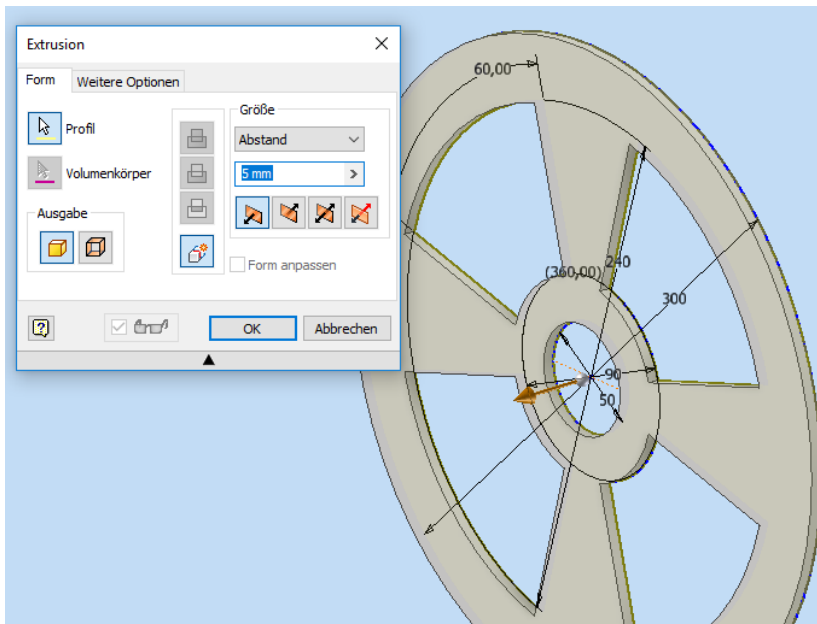 Extrusion
Form
Weitere Optionen
Profil
Volumenkörper
Ausgabe
Größe
Abstand
5 mm
Form anpassen
OK
Abbrechen
60,00
240
(360,00)
300
90
50